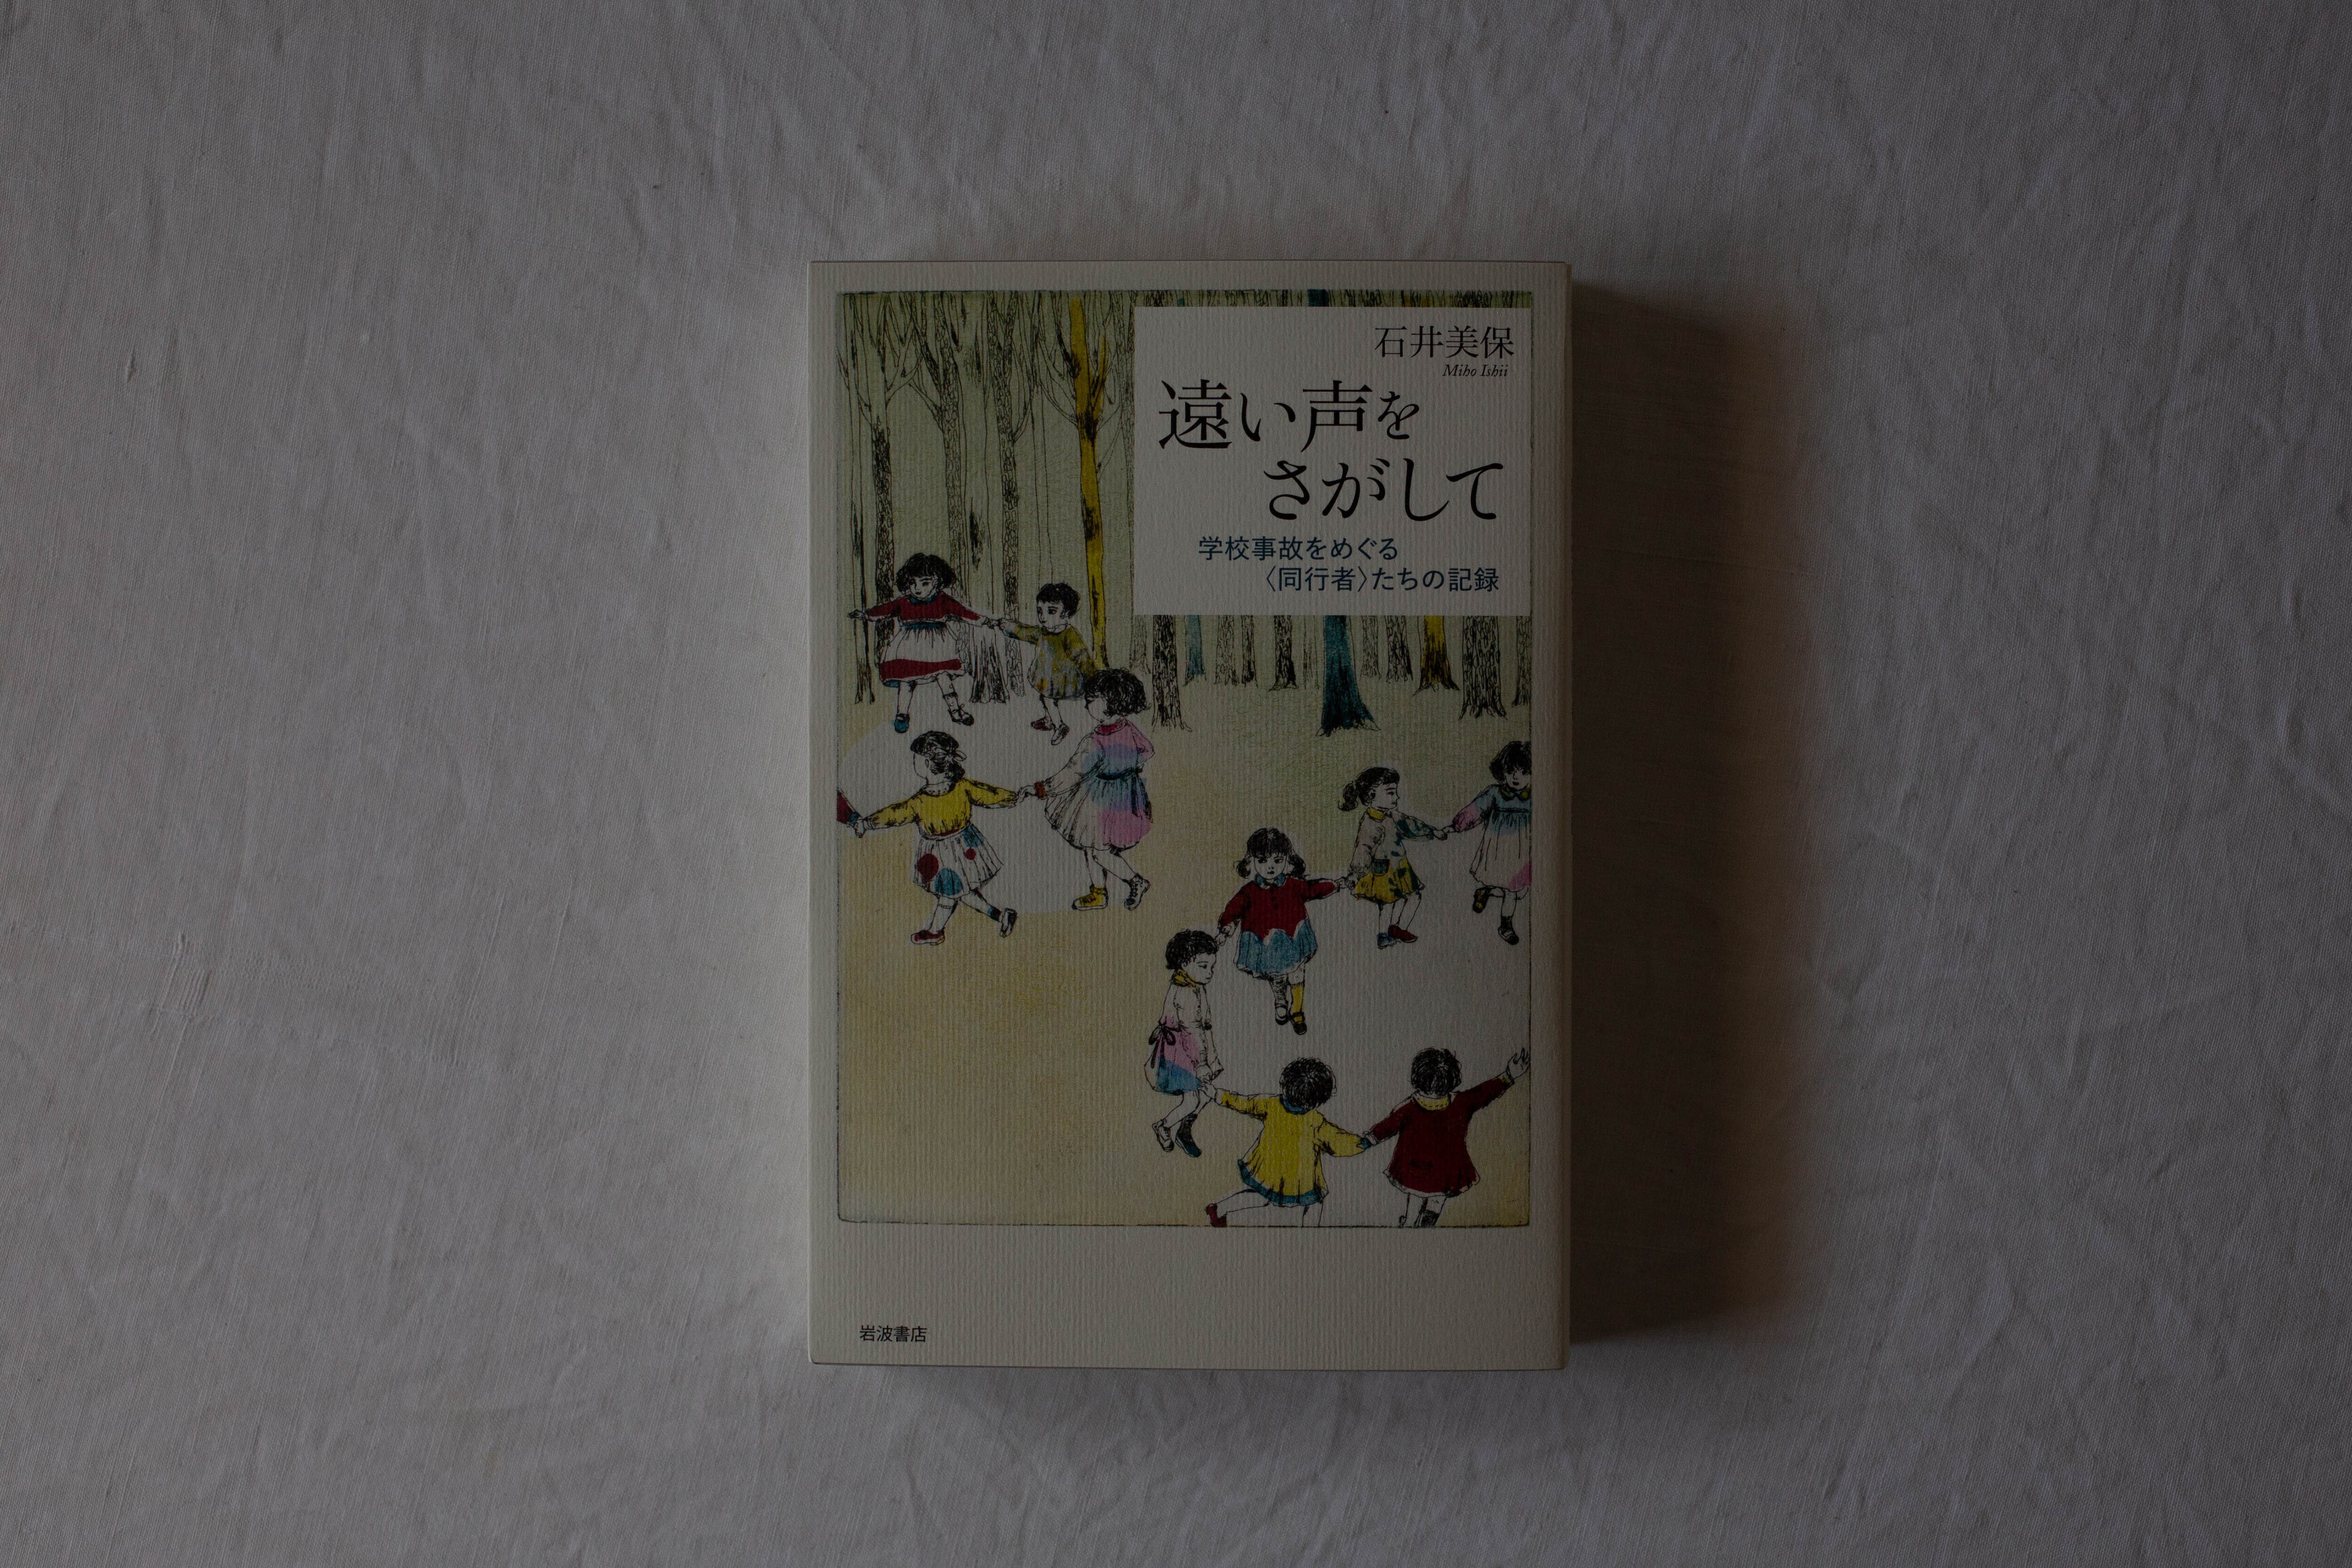 石井美保
Miho Ishii
遠い声を
さがして
学校事故をめぐる
〈同行者〉たちの記録
岩波書店